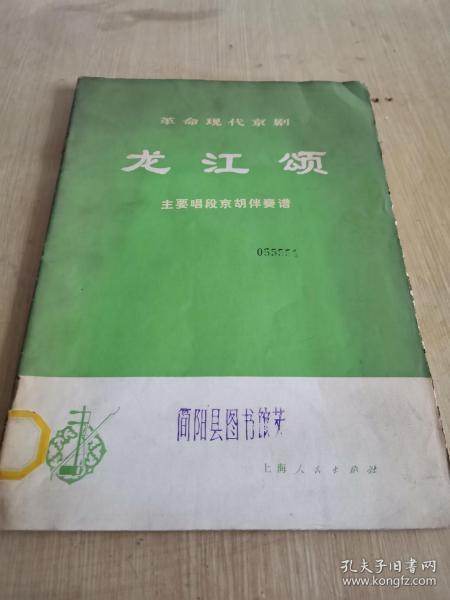 革命现代京剧
龙江颂
主要唱段京胡伴奏谱
简阳县图书馆
上海人民出版社
孔夫子旧书网
www.kongfz.com